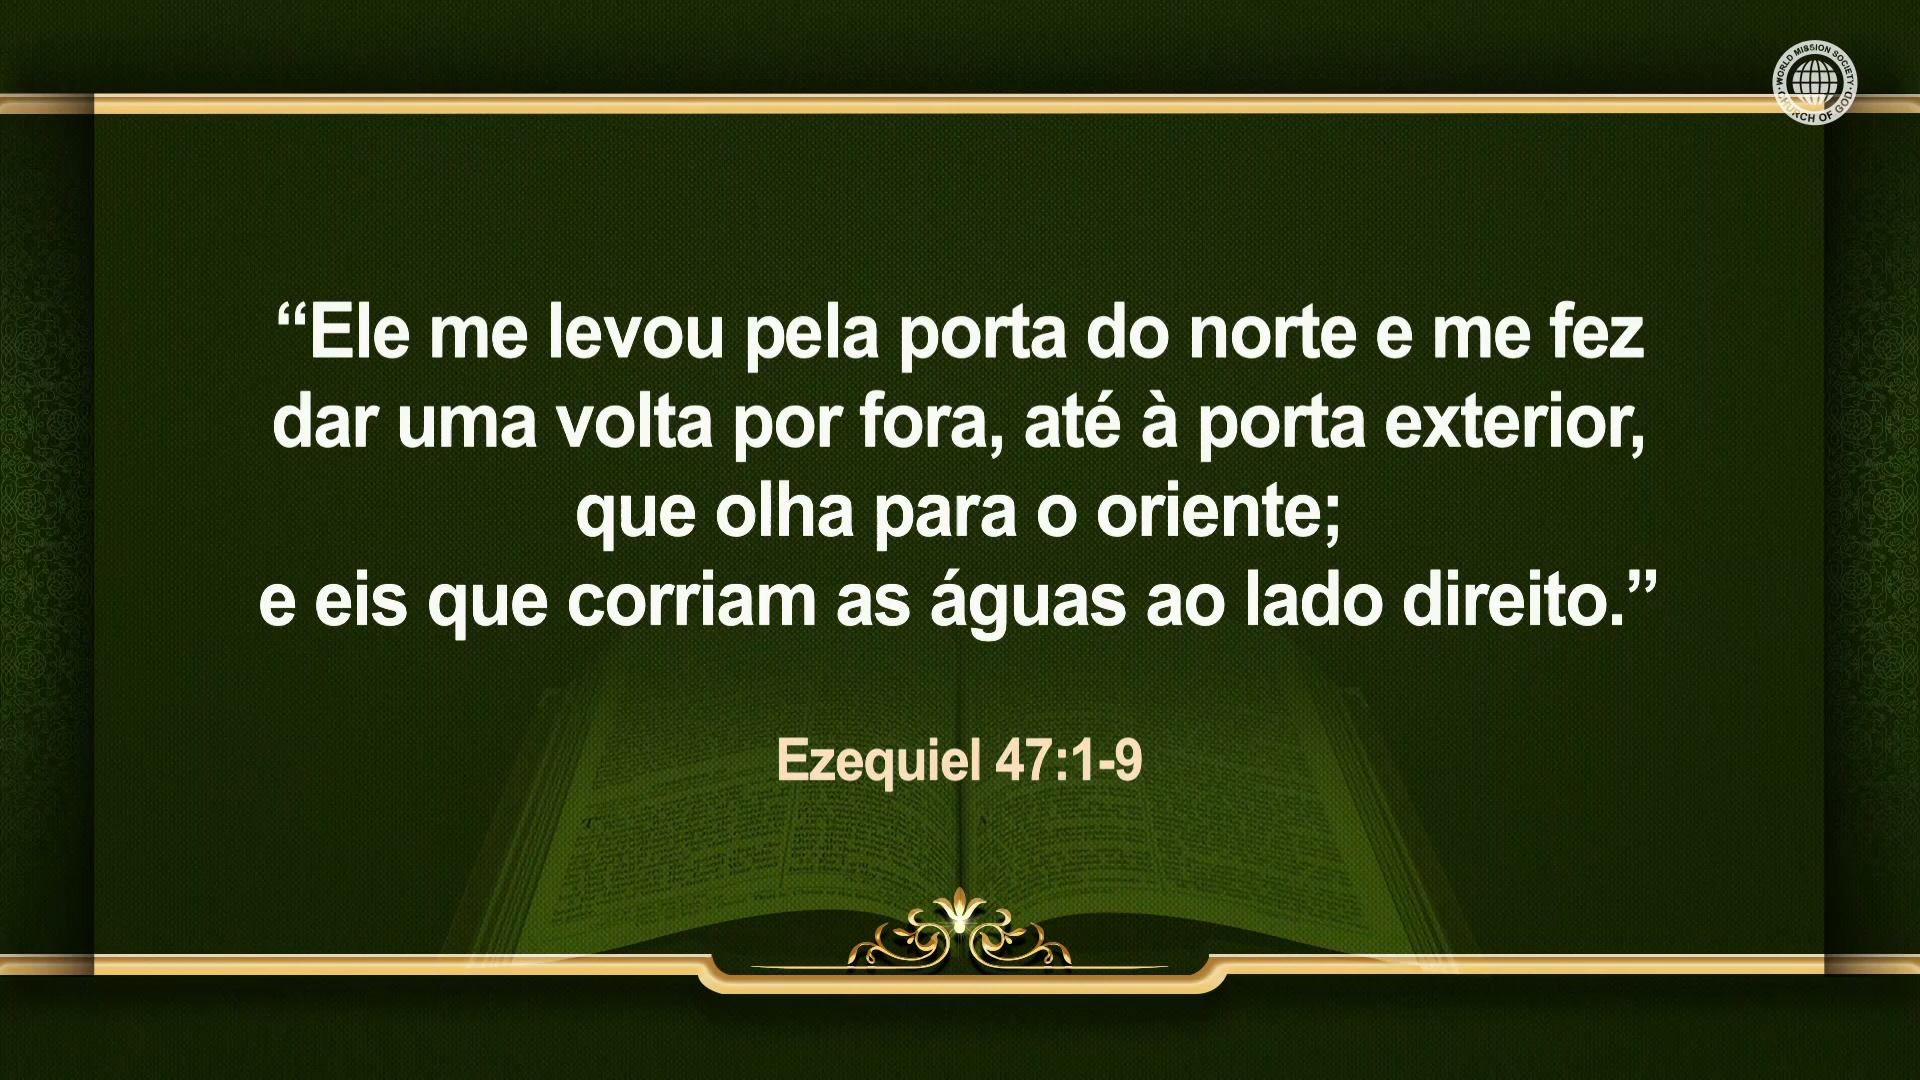 WORLD MISSION SOCIETY
CHURCH OF GOD
“Ele me levou pela porta do norte e me fez
dar uma volta por fora, até à porta exterior,
que olha para o oriente;
e eis que corriam as águas ao lado direito.”
Ezequiel 47:1-9